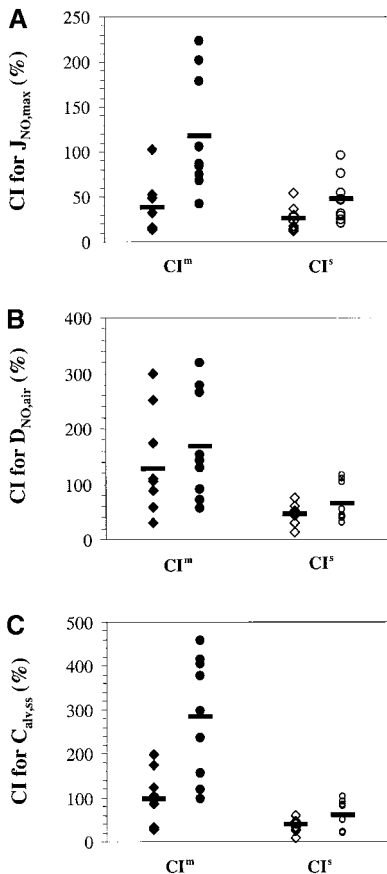 A
CI for J_NO,max (%)
250
200
150
100
50
0
CI^m
CI^s
B
CI for D_NO,air (%)
400
300
200
100
0
CI^m
CI^s
C
CI for C_alv,ss (%)
500
400
300
200
100
0
CI^m
CI^s